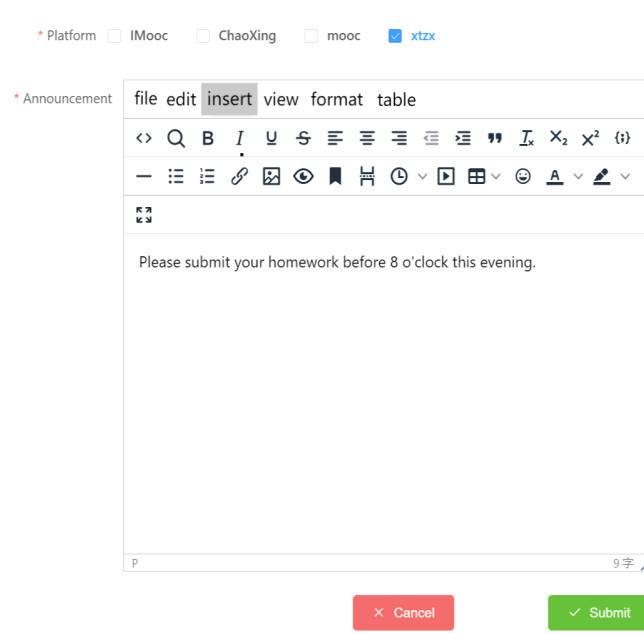 * Platform IMooc ChaoXing mooc xtzx
* Announcement file edit insert view format table
Please submit your homework before 8 o'clock this evening.
P 9 字
× Cancel ✓ Submit